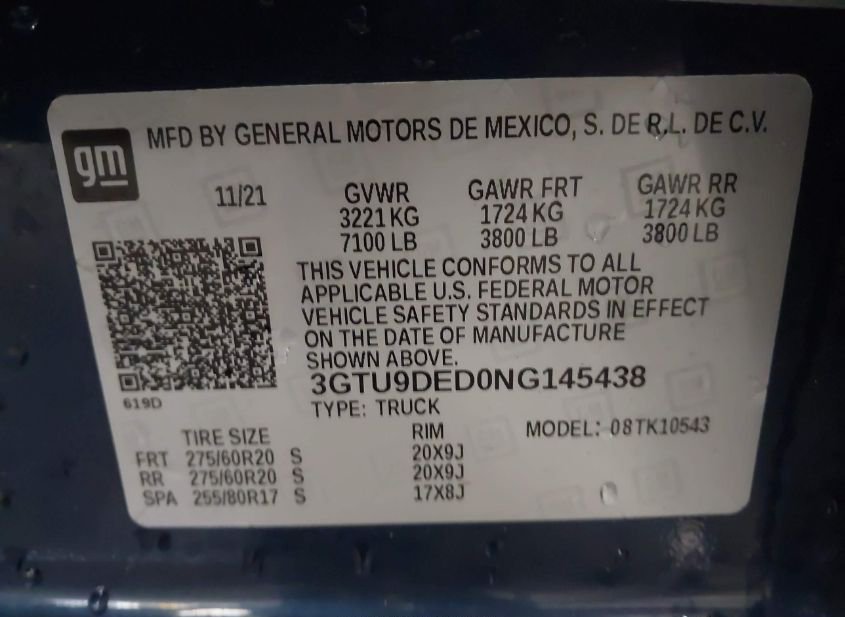 gm
MFD BY GENERAL MOTORS DE MEXICO, S. DE R.L. DE C.V.
11/21
GVWR GAWR FRT GAWR RR
3221 KG 1724 KG 1724 KG
7100 LB 3800 LB 3800 LB
THIS VEHICLE CONFORMS TO ALL
APPLICABLE U.S. FEDERAL MOTOR
VEHICLE SAFETY STANDARDS IN EFFECT
ON THE DATE OF MANUFACTURE
SHOWN ABOVE.
3GTU9DED0NG145438
619D
TYPE: TRUCK
TIRE SIZE RIM MODEL: 08TK10543
FRT 275/60R20 S 20X9J
RR 275/60R20 S 20X9J
SPA 255/80R17 S 17X8J